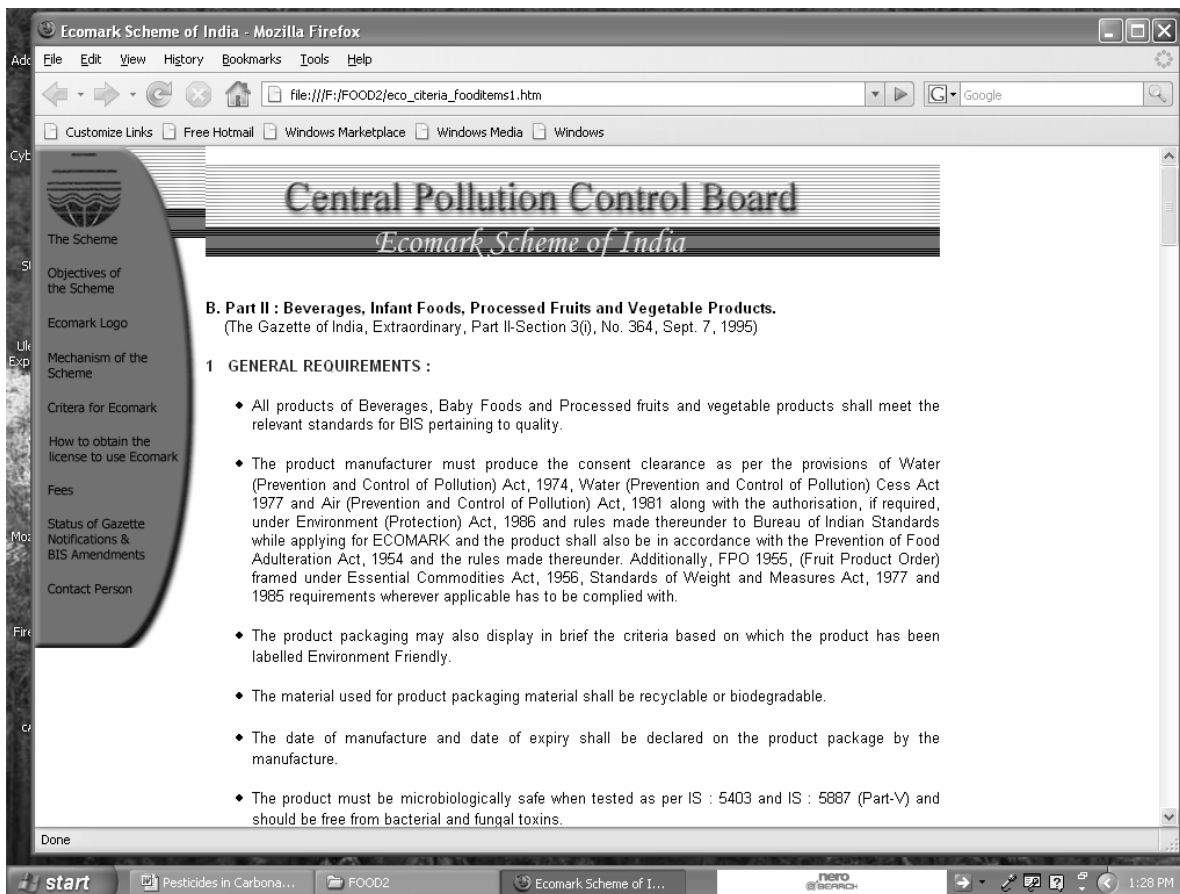 Ecomark Scheme of India - Mozilla Firefox
File Edit View History Bookmarks Tools Help
file:///F:/FOOD2/eco_citeria_fooditems1.htm
Google
Customize Links Free Hotmail Windows Marketplace Windows Media Windows
Central Pollution Control Board
Ecomark Scheme of India
The Scheme
Objectives of
the Scheme
Ecomark Logo
Mechanism of the
Scheme
Critera for Ecomark
How to obtain the
license to use Ecomark
Fees
Status of Gazette
Notifications &
BIS Amendments
Contact Person
B. Part II : Beverages, Infant Foods, Processed Fruits and Vegetable Products.
(The Gazette of India, Extraordinary, Part II-Section 3(i), No. 364, Sept. 7, 1995)
1 GENERAL REQUIREMENTS :
All products of Beverages, Baby Foods and Processed fruits and vegetable products shall meet the
relevant standards for BIS pertaining to quality.
The product manufacturer must produce the consent clearance as per the provisions of Water
(Prevention and Control of Pollution) Act, 1974, Water (Prevention and Control of Pollution) Cess Act
1977 and Air (Prevention and Control of Pollution) Act, 1981 along with the authorisation, if required,
under Environment (Protection) Act, 1986 and rules made thereunder to Bureau of Indian Standards
while applying for ECOMARK and the product shall also be in accordance with the Prevention of Food
Adulteration Act, 1954 and the rules made thereunder. Additionally, FPO 1955, (Fruit Product Order)
framed under Essential Commodities Act, 1956, Standards of Weight and Measures Act, 1977 and
1985 requirements wherever applicable has to be complied with.
The product packaging may also display in brief the criteria based on which the product has been
labelled Environment Friendly.
The material used for product packaging material shall be recyclable or biodegradable.
The date of manufacture and date of expiry shall be declared on the product package by the
manufacture.
The product must be microbiologically safe when tested as per IS : 5403 and IS : 5887 (Part-V) and
should be free from bacterial and fungal toxins.
Done
start Pesticides in Carbona... FOOD2 Ecomark Scheme of I... nero SEARCH 1:28 PM